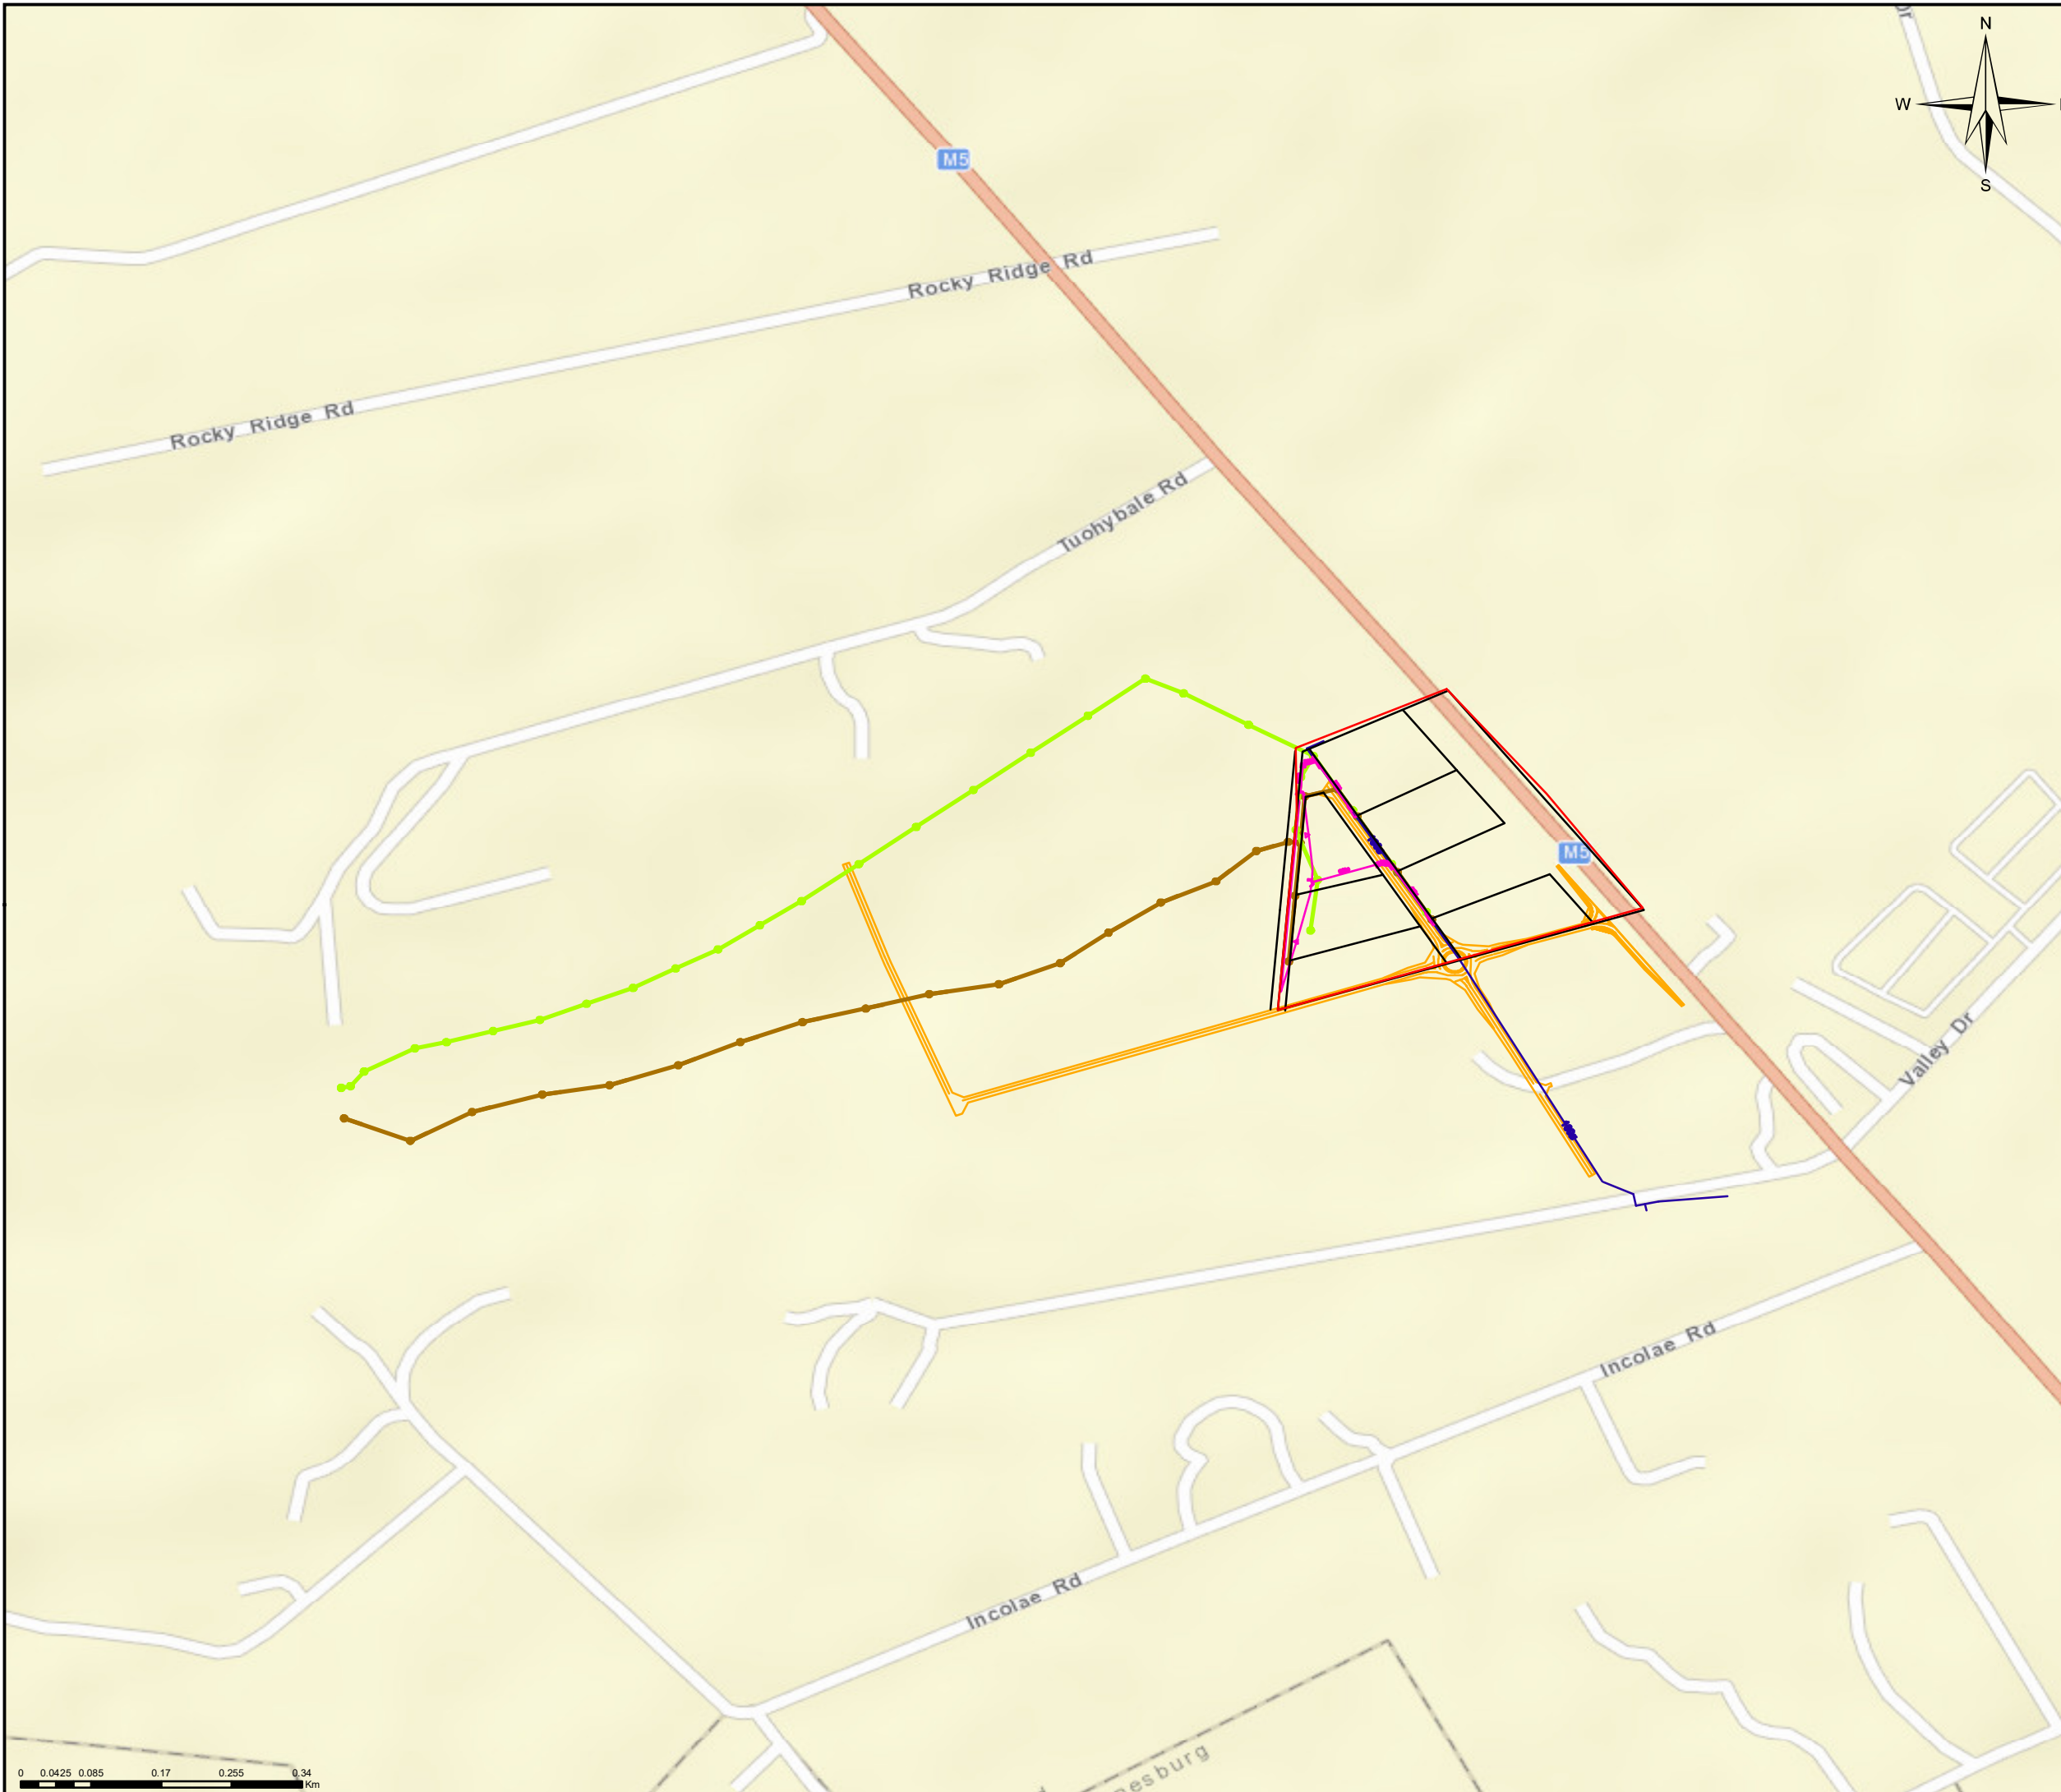 N
W
S
M5
Rocky Ridge Rd
Rocky Ridge Rd
Tuohybale Rd
M5
Valley Dr
Incolae Rd
Incolae Rd
0 0.0425 0.085 0.17 0.255 0.34
Km